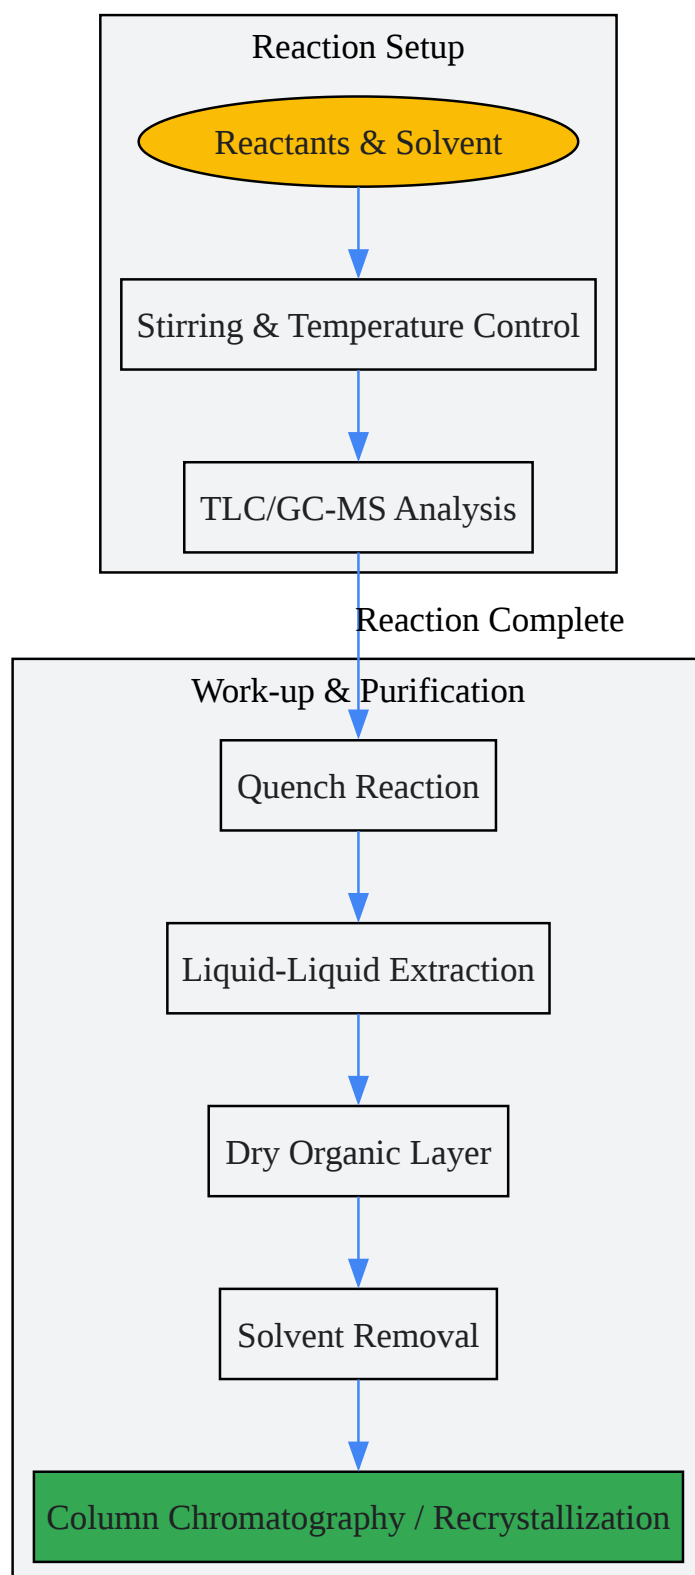 Reaction Setup
Reactants & Solvent
Stirring & Temperature Control
TLC/GC-MS Analysis
Reaction Complete
Work-up & Purification
Quench Reaction
Liquid-Liquid Extraction
Dry Organic Layer
Solvent Removal
Column Chromatography / Recrystallization